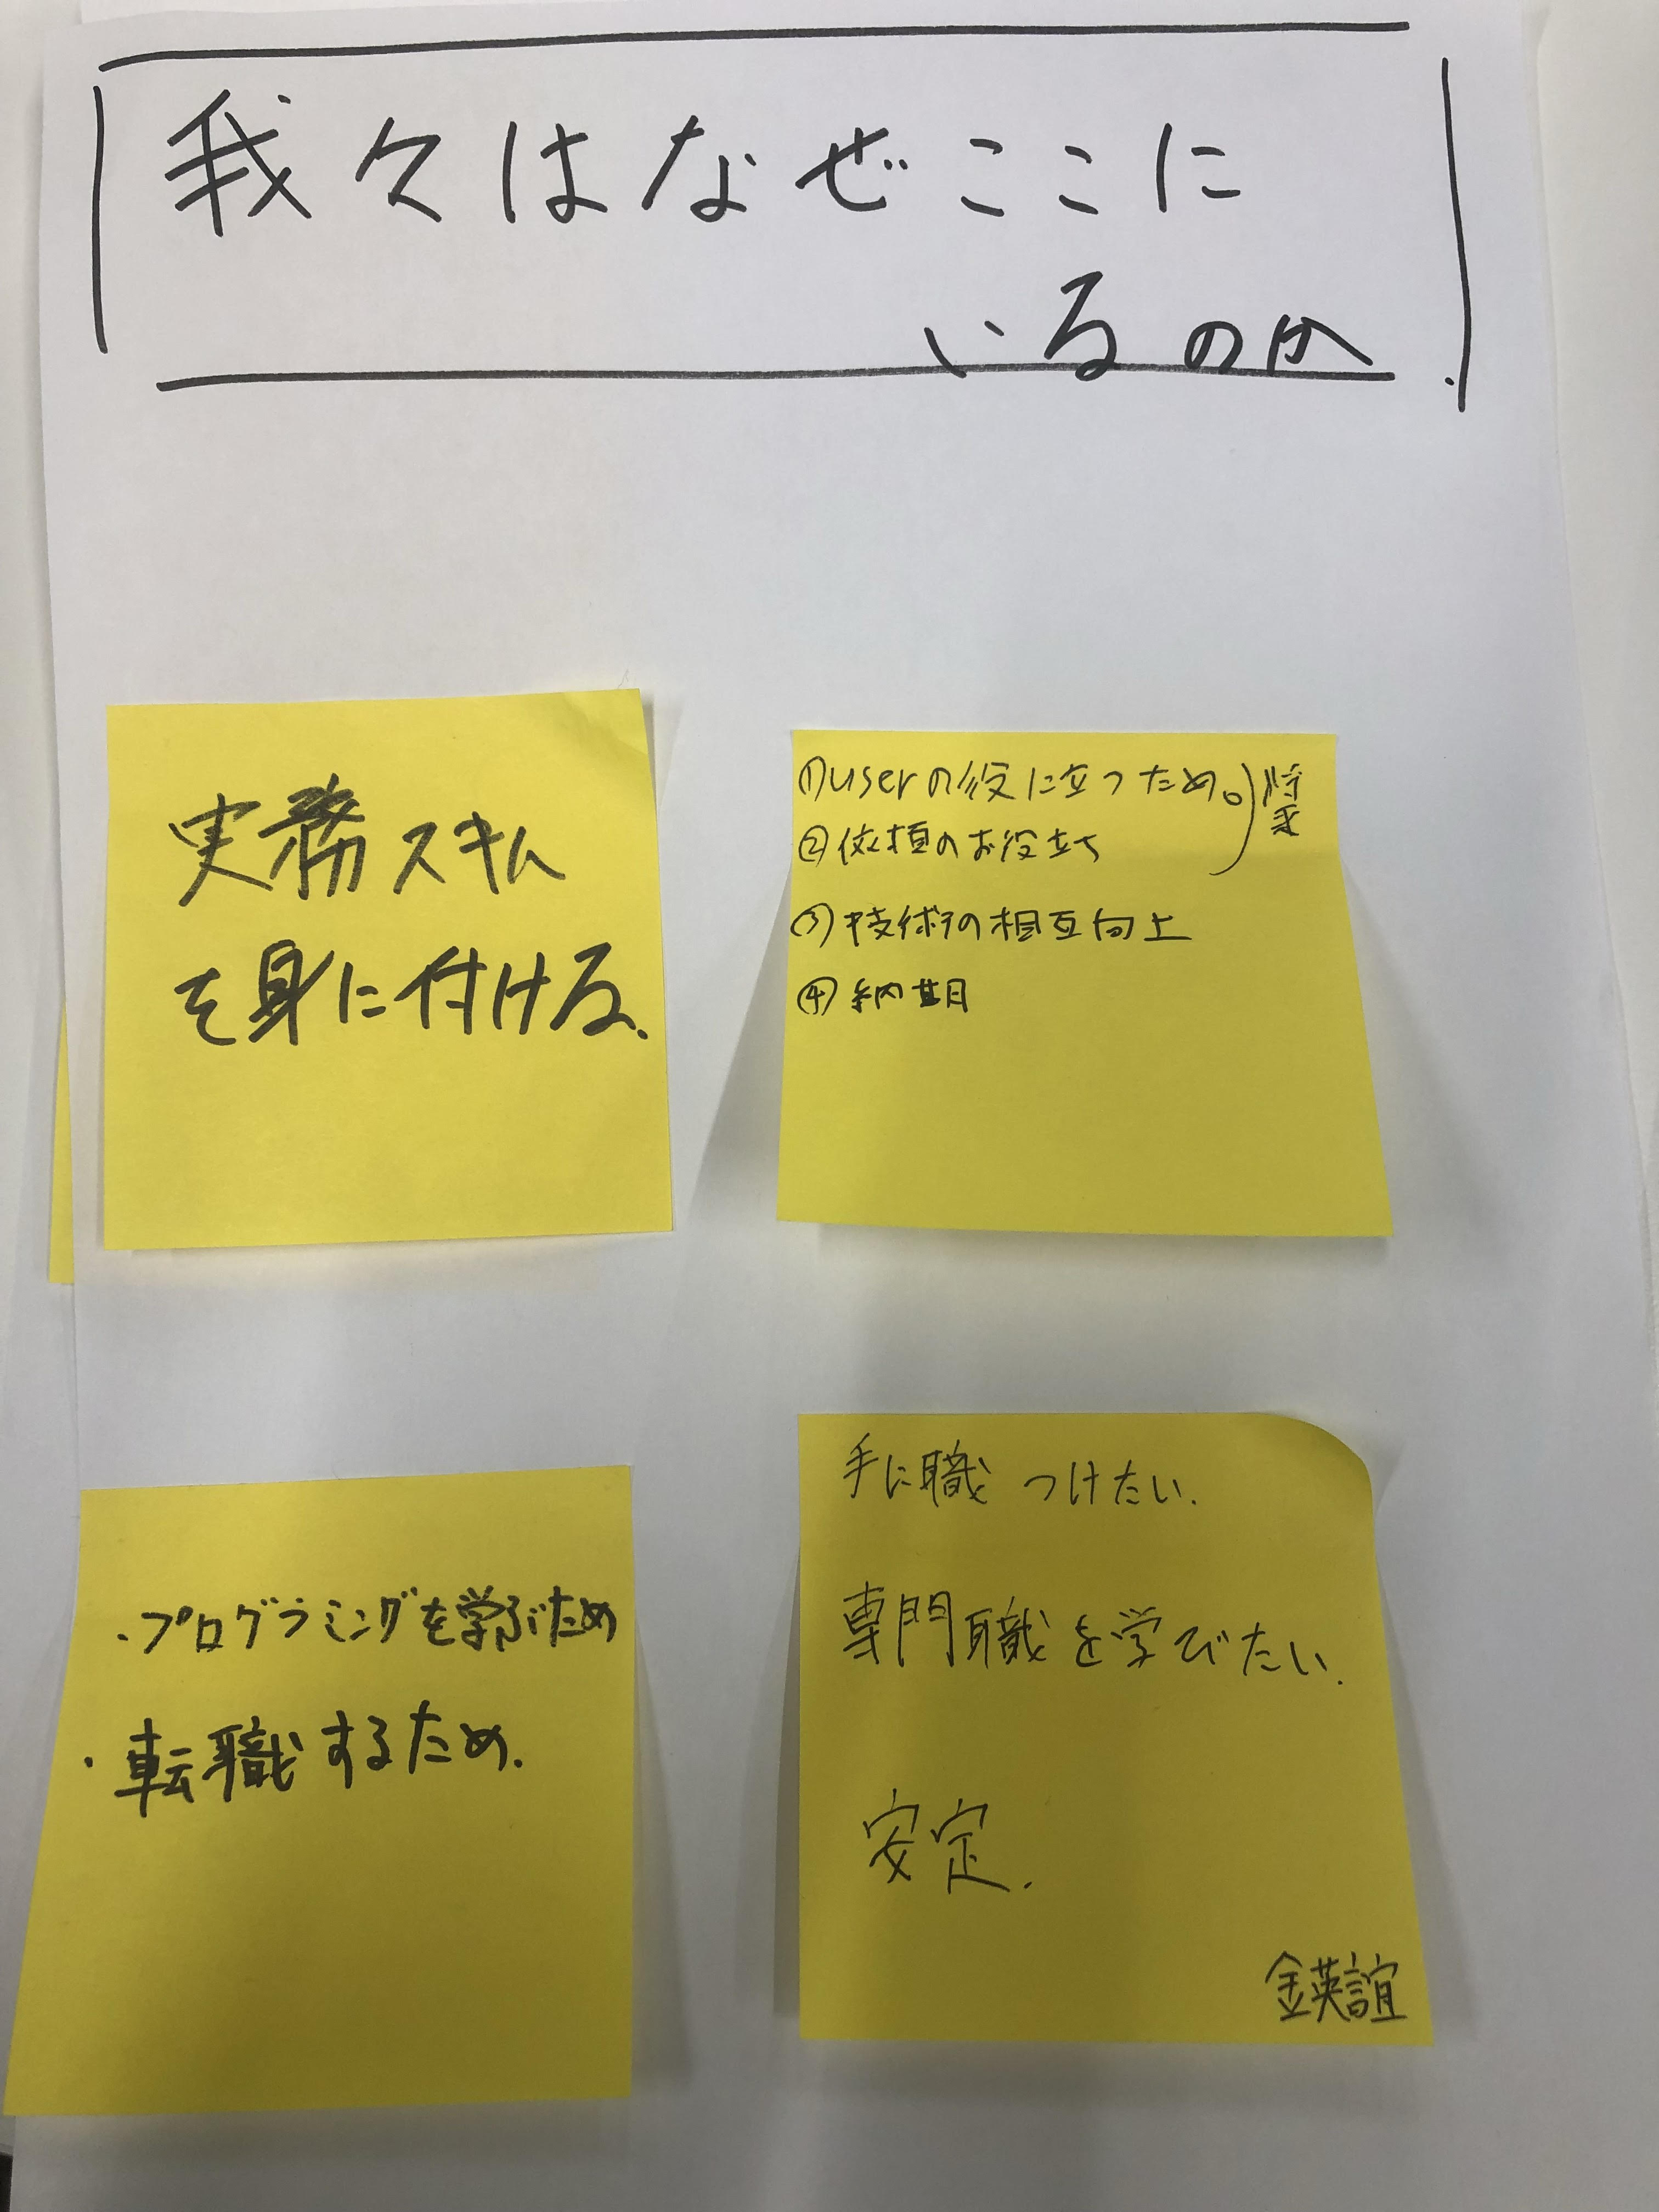 我々はなぜここに
いるのか.
実務スキル
を身に付ける.
①userの役に立つため。
②依頼のお役立ち
将来
③技術の相互向上
④納期
・プログラミングを学ぶため
・転職するため.
手に職 つけたい.
専門職を学びたい.
安定.
金英誼